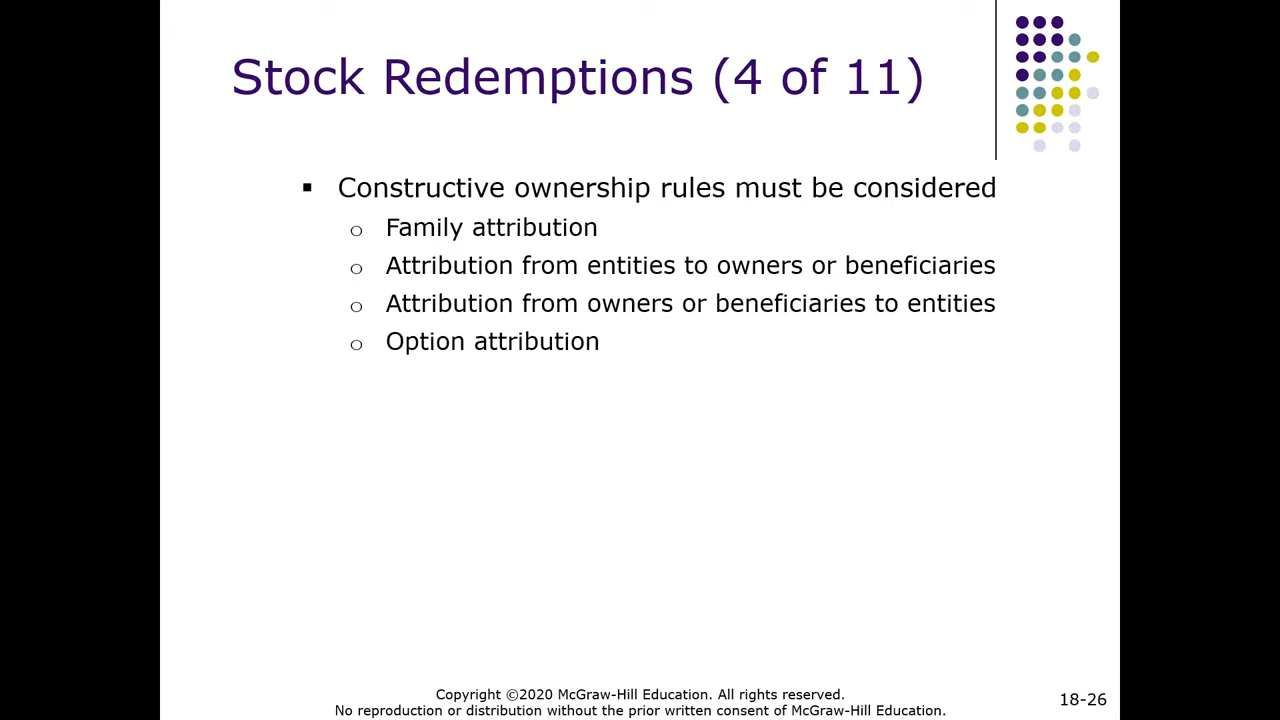 Stock Redemptions (4 of 11)
▪ Constructive ownership rules must be considered
o Family attribution
o Attribution from entities to owners or beneficiaries
o Attribution from owners or beneficiaries to entities
o Option attribution
Copyright ©2020 McGraw-Hill Education. All rights reserved.
No reproduction or distribution without the prior written consent of McGraw-Hill Education.
18-26